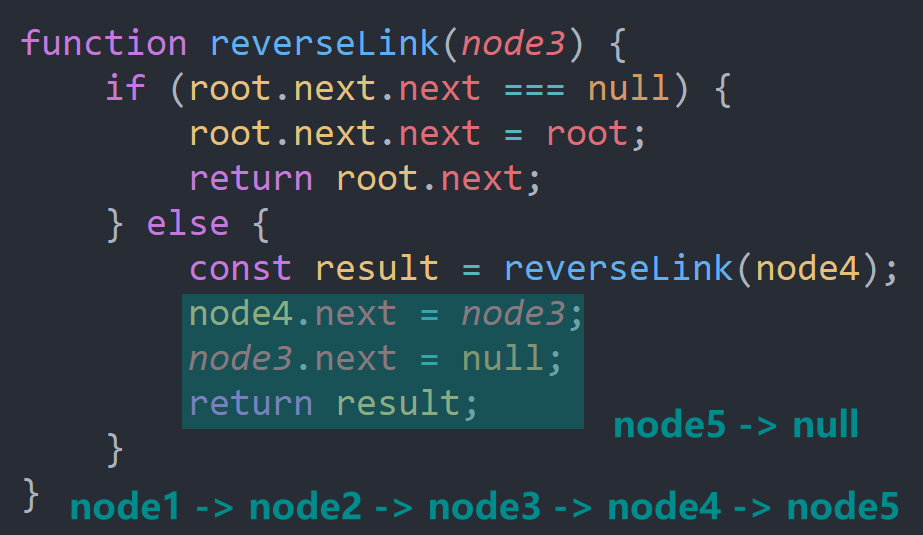 function reverseLink(node3) {
    if (root.next.next === null) {
        root.next.next = root;
        return root.next;
    } else {
        const result = reverseLink(node4);
        node4.next = node3;
        node3.next = null;
        return result;
node5 -> null
    }
}
node1 -> node2 -> node3 -> node4 -> node5